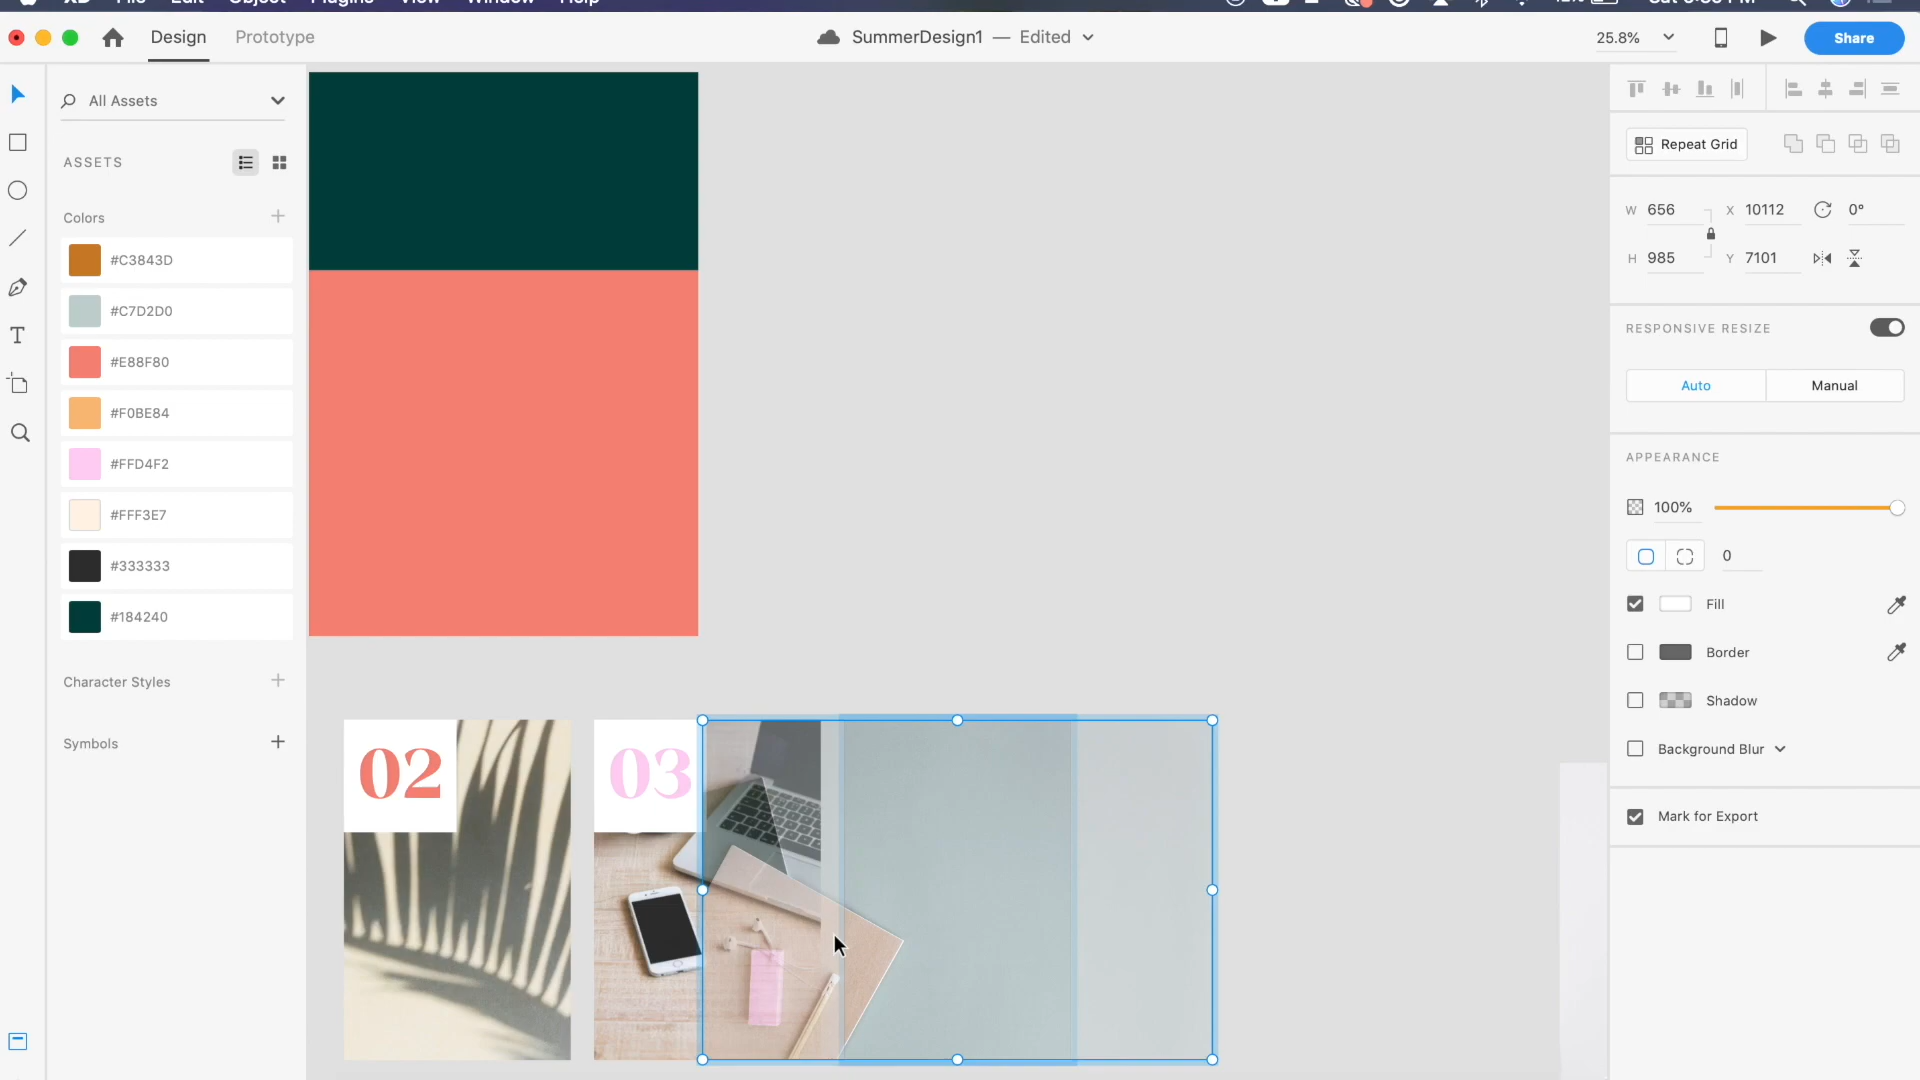 XD File Edit Object Plugins View Window Help
Design Prototype
SummerDesign1 — Edited
25.8%
Share
All Assets
ASSETS
Repeat Grid
Colors
W 656 X 10112 0°
H 985 Y 7101
#C3843D
#C7D2D0
#E88F80
#F0BE84
#FFD4F2
#FFF3E7
#333333
#184240
Character Styles
Symbols
RESPONSIVE RESIZE
Auto Manual
APPEARANCE
100%
0
Fill
Border
Shadow
Background Blur
Mark for Export
02
03